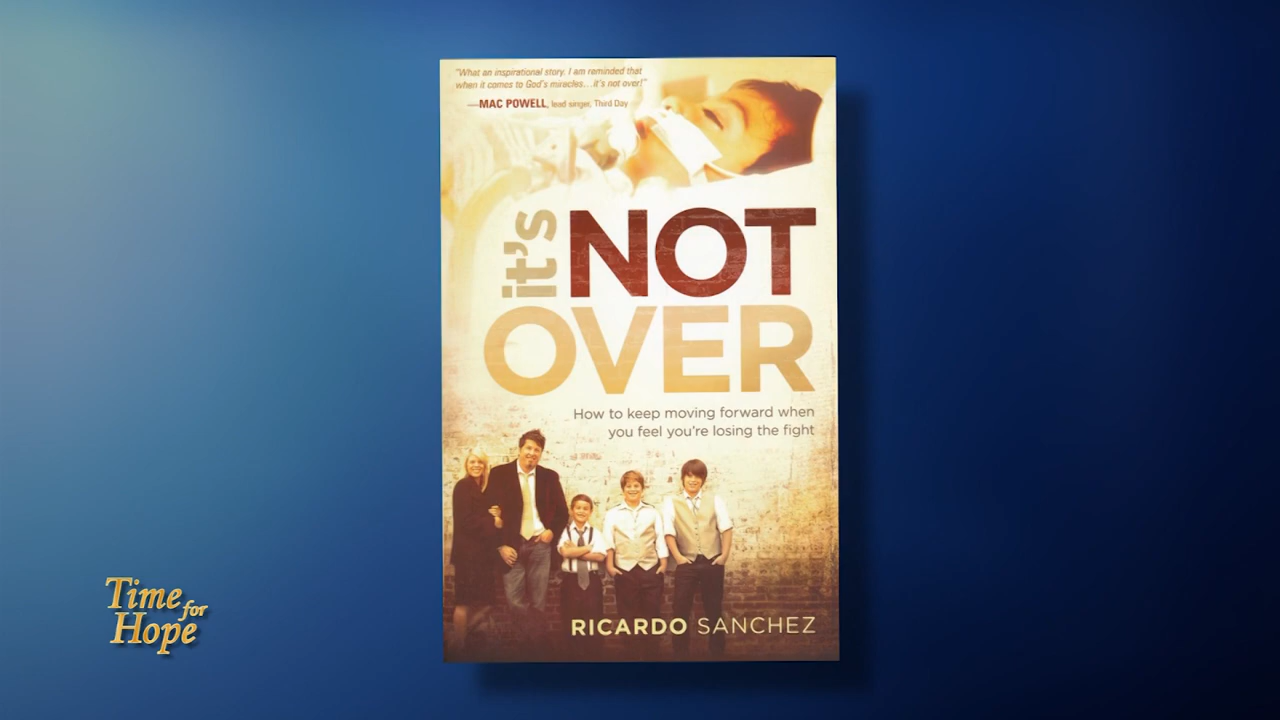 "What an inspirational story. I am reminded that
when it comes to God's miracles...it's not over!"
—MAC POWELL, lead singer, Third Day
it's NOT
OVER
How to keep moving forward when
you feel you're losing the fight
RICARDO SANCHEZ
Time for
Hope